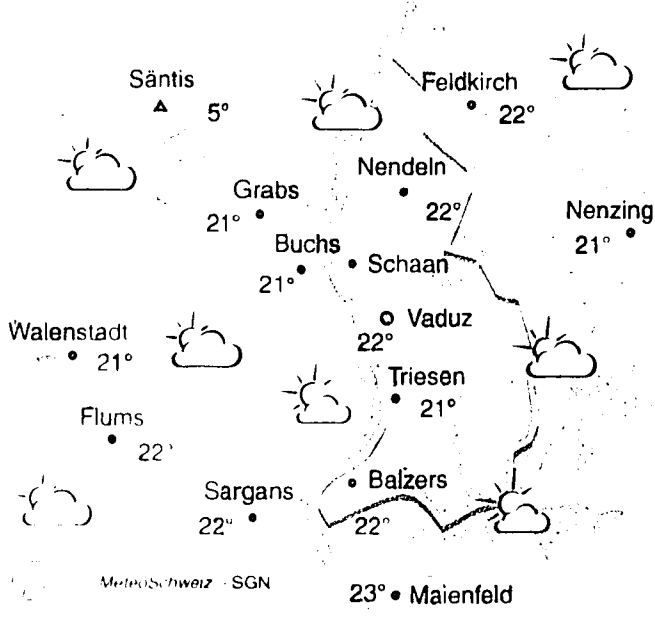 Säntis
5°
Feldkirch
22°
Nendeln
22°
Grabs
21°
Nenzing
21°
Buchs
21°
Schaan
Walenstadt
21°
Vaduz
22°
Triesen
21°
Flums
22°
Balzers
22°
Sargans
22°
MeteoSchweiz - SGN
23° Maienfeld